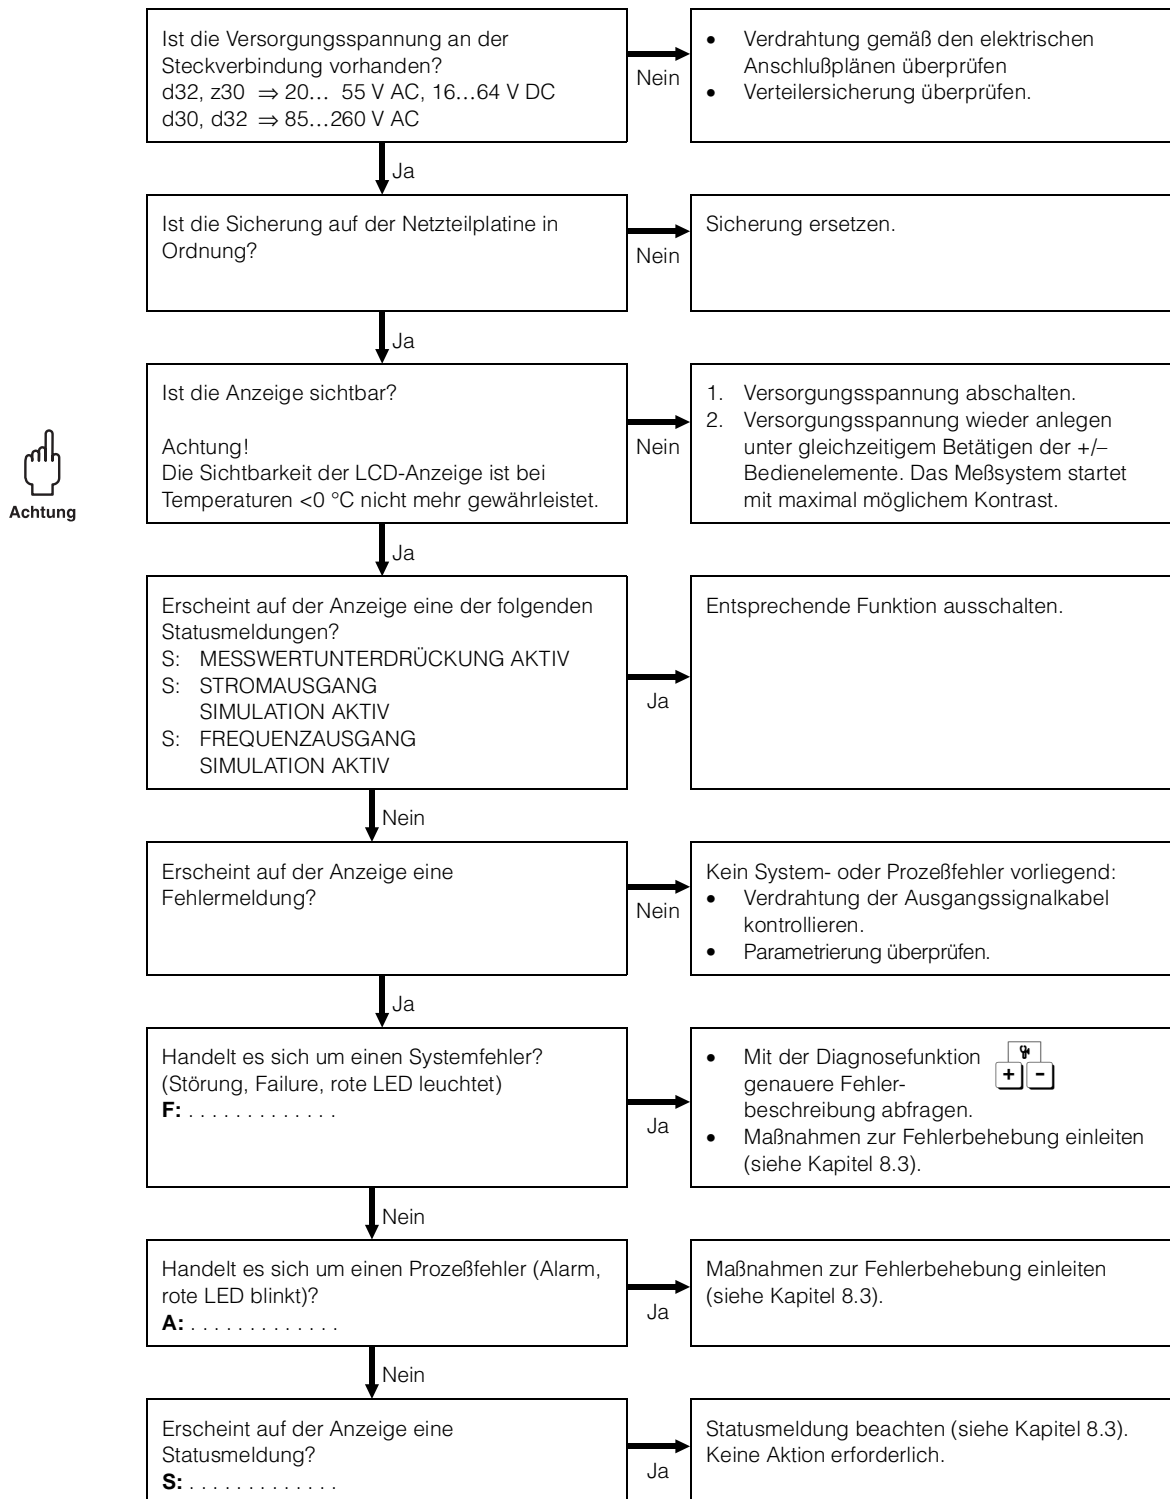 Ist die Versorgungsspannung an der
Steckverbindung vorhanden?
d32, z30 ⇒ 20... 55 V AC, 16...64 V DC
d30, d32 ⇒ 85...260 V AC
Nein
• Verdrahtung gemäß den elektrischen
Anschlußplänen überprüfen
• Verteilersicherung überprüfen.
Ja
Ist die Sicherung auf der Netzteilplatine in
Ordnung?
Nein
Sicherung ersetzen.
Ja
Ist die Anzeige sichtbar?
Achtung!
Die Sichtbarkeit der LCD-Anzeige ist bei
Temperaturen <0 °C nicht mehr gewährleistet.
Achtung
Nein
1. Versorgungsspannung abschalten.
2. Versorgungsspannung wieder anlegen
unter gleichzeitigem Betätigen der +/–
Bedienelemente. Das Meßsystem startet
mit maximal möglichem Kontrast.
Ja
Erscheint auf der Anzeige eine der folgenden
Statusmeldungen?
S: MESSWERTUNTERDRÜCKUNG AKTIV
S: STROMAUSGANG
SIMULATION AKTIV
S: FREQUENZAUSGANG
SIMULATION AKTIV
Ja
Entsprechende Funktion ausschalten.
Nein
Erscheint auf der Anzeige eine
Fehlermeldung?
Nein
Kein System- oder Prozeßfehler vorliegend:
• Verdrahtung der Ausgangssignalkabel
kontrollieren.
• Parametrierung überprüfen.
Ja
Handelt es sich um einen Systemfehler?
(Störung, Failure, rote LED leuchtet)
F: . . . . . . . . . . . . .
Ja
• Mit der Diagnosefunktion
genauere Fehler-
beschreibung abfragen.
+ -
• Maßnahmen zur Fehlerbehebung einleiten
(siehe Kapitel 8.3).
Nein
Handelt es sich um einen Prozeßfehler (Alarm,
rote LED blinkt)?
A: . . . . . . . . . . . . .
Ja
Maßnahmen zur Fehlerbehebung einleiten
(siehe Kapitel 8.3).
Nein
Erscheint auf der Anzeige eine
Statusmeldung?
S: . . . . . . . . . . . . .
Ja
Statusmeldung beachten (siehe Kapitel 8.3).
Keine Aktion erforderlich.